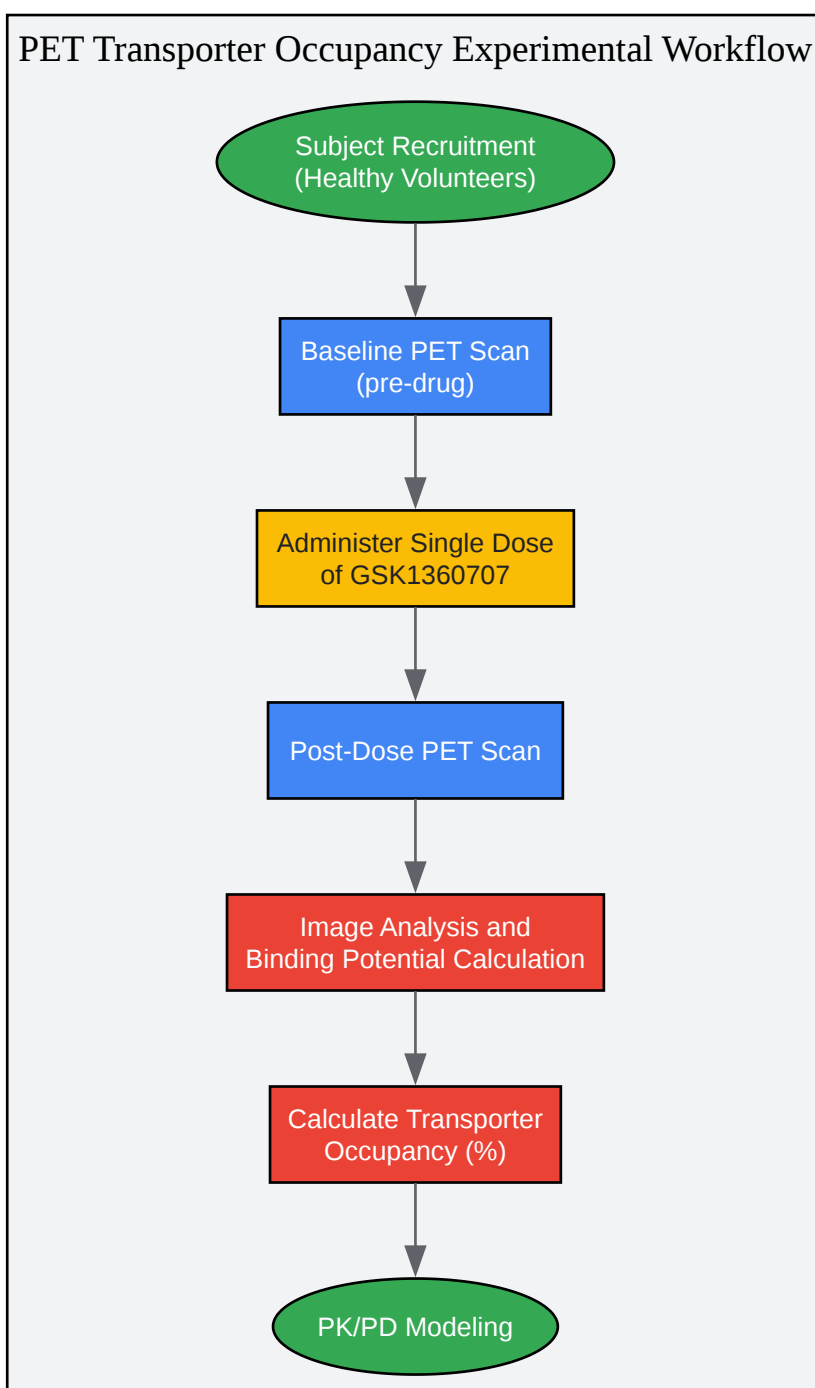 PET Transporter Occupancy Experimental Workflow
Subject Recruitment
(Healthy Volunteers)
Baseline PET Scan
(pre-drug)
Administer Single Dose
of GSK1360707
Post-Dose PET Scan
Image Analysis and
Binding Potential Calculation
Calculate Transporter
Occupancy (%)
PK/PD Modeling